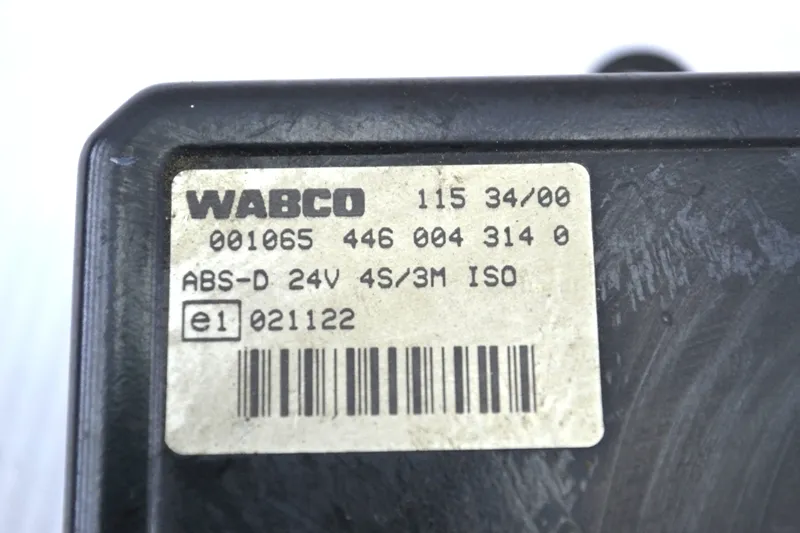 WABCO 115 34/00
001065 446 004 314 0
ABS-D 24V 4S/3M ISO
e1 021122